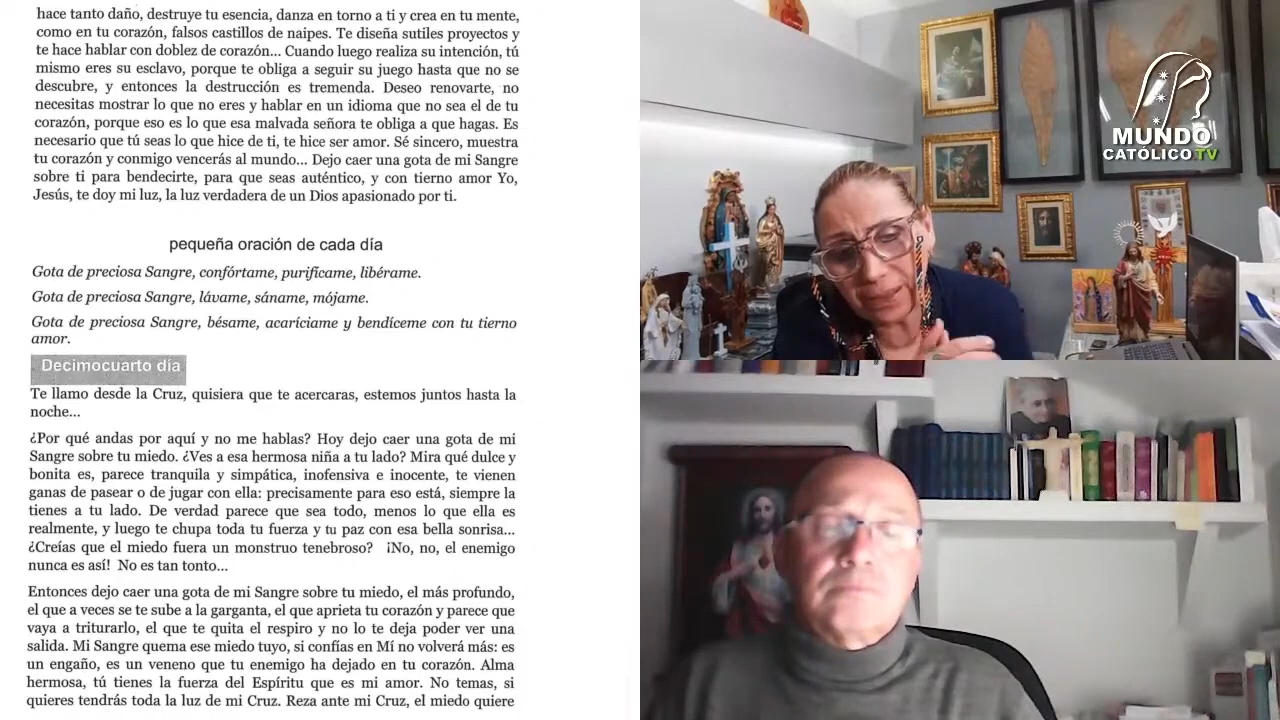 hace tanto daño, destruye tu esencia, danza en torno a ti y crea en tu mente,
como en tu corazón, falsos castillos de naipes. Te diseña sutiles proyectos y
te hace hablar con doblez de corazón... Cuando luego realiza su intención, tú
mismo eres su esclavo, porque te obliga a seguir su juego hasta que no se
descubre, y entonces la destrucción es tremenda. Deseo renovarte, no
necesitas mostrar lo que no eres y hablar en un idioma que no sea el de tu
corazón, porque eso es lo que esa malvada señora te obliga a que hagas. Es
necesario que tú seas lo que hice de ti, te hice ser amor. Sé sincero, muestra
tu corazón y conmigo vencerás al mundo... Dejo caer una gota de mi Sangre
sobre ti para bendecirte, para que seas auténtico, y con tierno amor Yo,
Jesús, te doy mi luz, la luz verdadera de un Dios apasionado por ti.
pequeña oración de cada día
Gota de preciosa Sangre, confórtame, purifícame, libérame.
Gota de preciosa Sangre, lávame, sáname, mójame.
Gota de preciosa Sangre, bésame, acaríciame y bendíceme con tu tierno
amor.
Decimocuarto día
Te llamo desde la Cruz, quisiera que te acercaras, estemos juntos hasta la
noche...
¿Por qué andas por aquí y no me hablas? Hoy dejo caer una gota de mi
Sangre sobre tu miedo. ¿Ves a esa hermosa niña a tu lado? Mira qué dulce y
bonita es, parece tranquila y simpática, inofensiva e inocente, te vienen
ganas de pasear o de jugar con ella: precisamente para eso está, siempre la
tienes a tu lado. De verdad parece que sea todo, menos lo que ella es
realmente, y luego te chupa toda tu fuerza y tu paz con esa bella sonrisa...
¿Creías que el miedo fuera un monstruo tenebroso? ¡No, no, el enemigo
nunca es así! No es tan tonto...
Entonces dejo caer una gota de mi Sangre sobre tu miedo, el más profundo,
el que a veces se te sube a la garganta, el que aprieta tu corazón y parece que
vaya a triturarlo, el que te quita el respiro y no lo te deja poder ver una
salida. Mi Sangre quema ese miedo tuyo, si confías en Mí no volverá más: es
un engaño, es un veneno que tu enemigo ha dejado en tu corazón. Alma
hermosa, tú tienes la fuerza del Espíritu que es mi amor. No temas, si
quieres tendrás toda la luz de mi Cruz. Reza ante mi Cruz, el miedo quiere
MUNDO
CATÓLICO TV